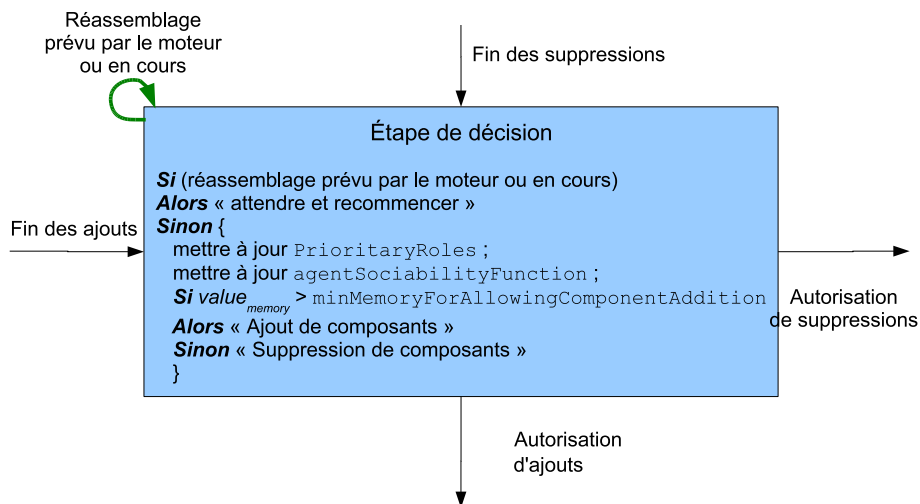 Réassemblage
prévu par le moteur
ou en cours
Fin des suppressions
Étape de décision
Si (réassemblage prévu par le moteur ou en cours)
Alors « attendre et recommencer »
Sinon {
mettre à jour PrioritaryRoles ;
mettre à jour agentSociabilityFunction ;
Si value_memory > minMemoryForAllowingComponentAddition
Alors « Ajout de composants »
Sinon « Suppression de composants »
}
Fin des ajouts
Autorisation
de suppressions
Autorisation
d'ajouts